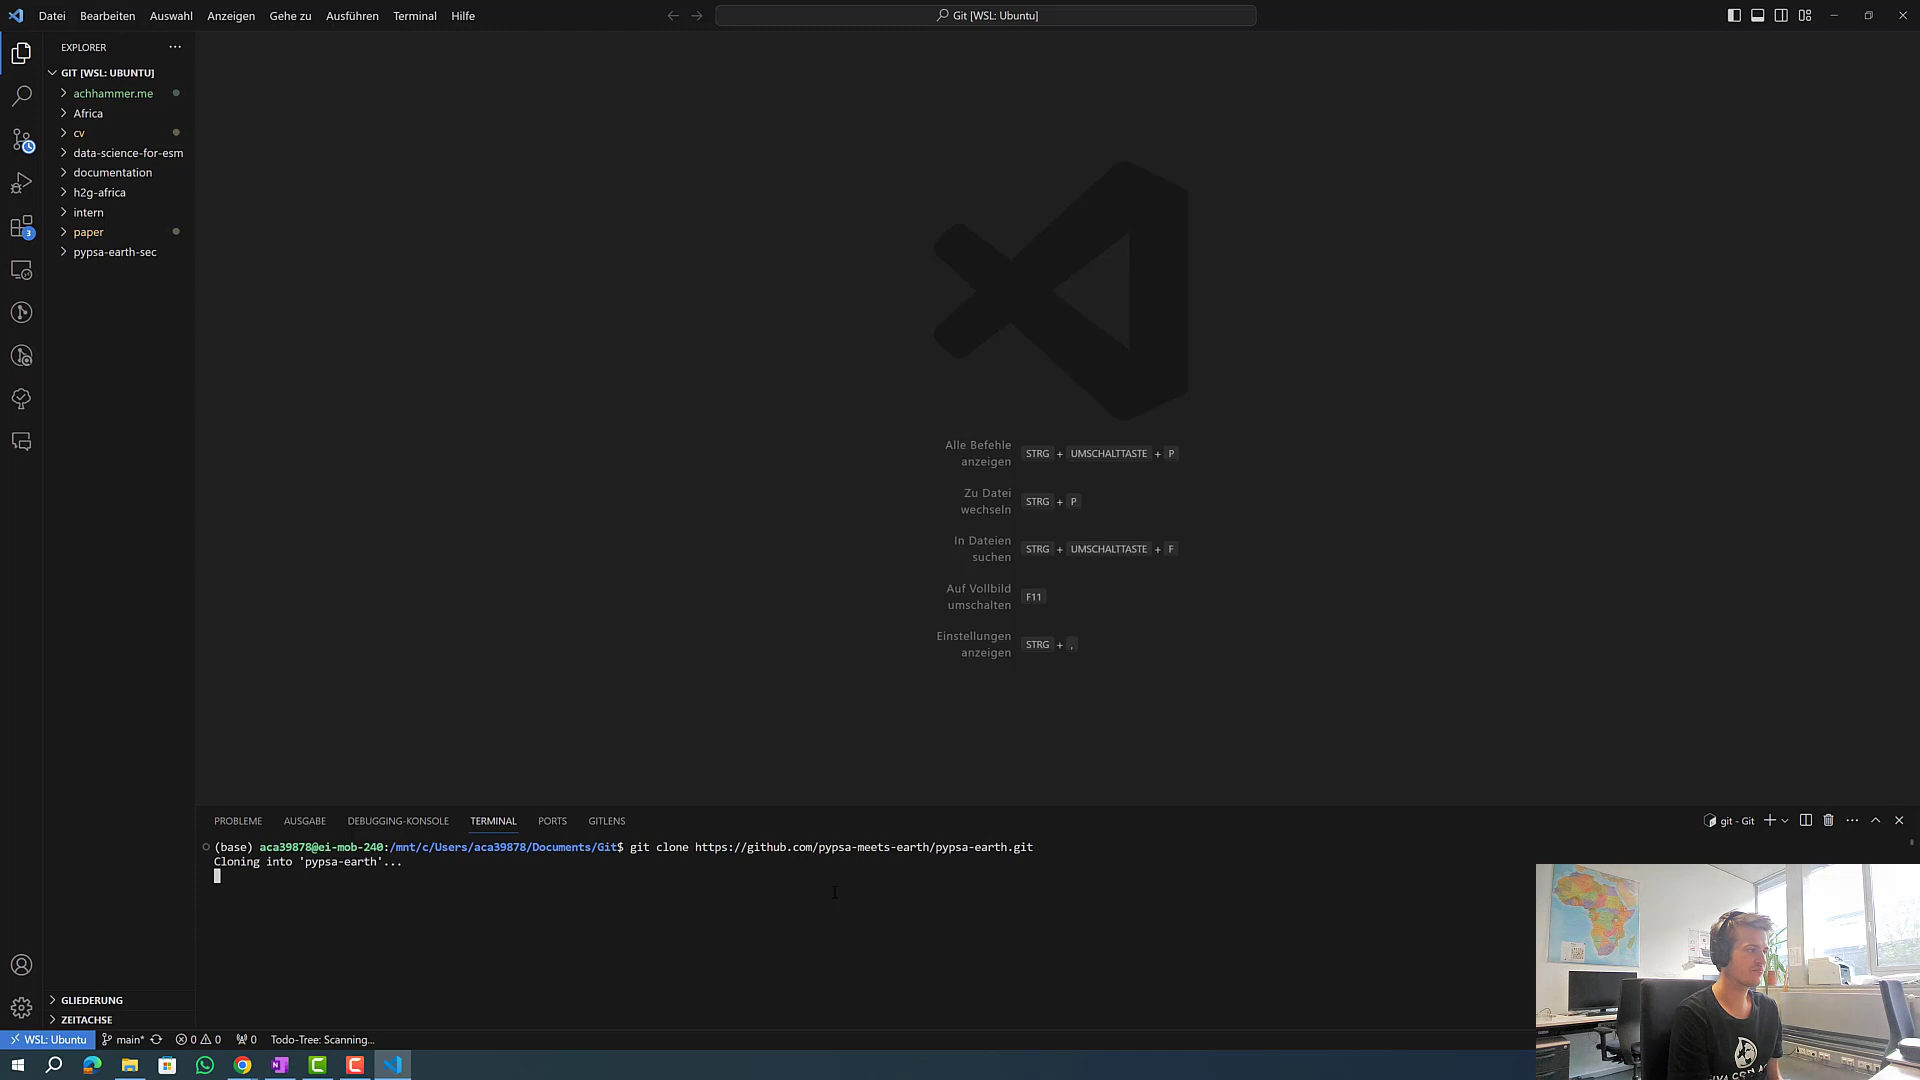 Datei Bearbeiten Auswahl Anzeigen Gehe zu Ausführen Terminal Hilfe
Git [WSL: Ubuntu]
EXPLORER
GIT [WSL: UBUNTU]
achhammer.me
Africa
cv
data-science-for-esm
documentation
h2g-africa
intern
paper
pypsa-earth-sec
3
Alle Befehle
anzeigen
STRG + UMSCHALTTASTE + P
Zu Datei
wechseln
STRG + P
In Dateien
suchen
STRG + UMSCHALTTASTE + F
Auf Vollbild
umschalten
F11
Einstellungen
anzeigen
STRG + ,
PROBLEME AUSGABE DEBUGGING-KONSOLE TERMINAL PORTS GITLENS
git - Git
(base) aca39878@ei-mob-240:/mnt/c/Users/aca39878/Documents/Git$ git clone https://github.com/pypsa-meets-earth/pypsa-earth.git
Cloning into 'pypsa-earth'...
GLIEDERUNG
ZEITACHSE
WSL: Ubuntu main* 0 0 0 Todo-Tree: Scanning...